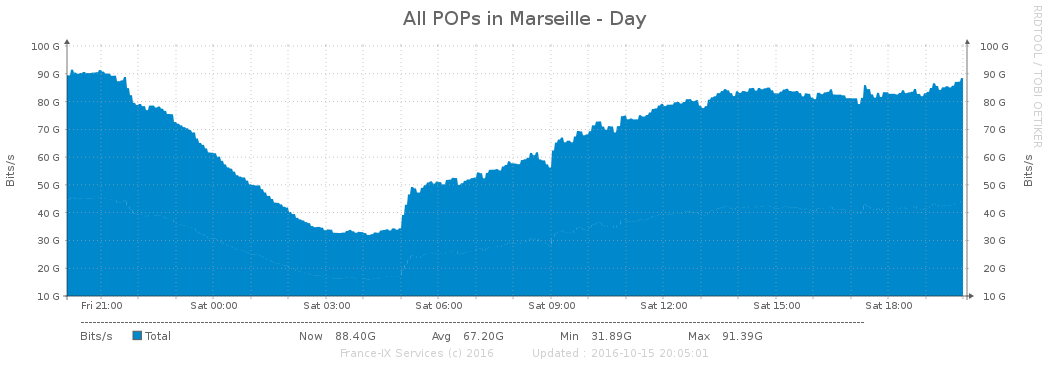 All POPs in Marseille - Day
RRDTOOL / TOBI OETIKER
Bits/s
100 G
90 G
80 G
70 G
60 G
50 G
40 G
30 G
20 G
10 G
100 G
90 G
80 G
70 G
60 G
50 G
40 G
30 G
20 G
10 G
Bits/s
Fri 21:00 Sat 00:00 Sat 03:00 Sat 06:00 Sat 09:00 Sat 12:00 Sat 15:00 Sat 18:00
Bits/s Total Now 88.40G Avg 67.20G Min 31.89G Max 91.39G
France-IX Services (c) 2016 Updated : 2016-10-15 20:05:01